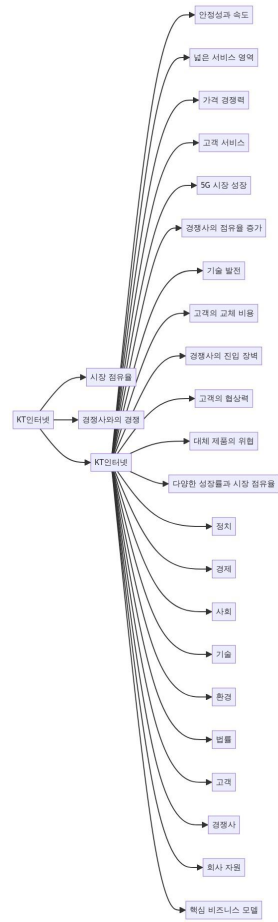 KT인터넷
시장 점유율
경쟁사와의 경쟁
KT인터넷
안정성과 속도
넓은 서비스 영역
가격 경쟁력
고객 서비스
5G 시장 성장
경쟁사의 점유율 증가
기술 발전
고객의 교체 비용
경쟁사의 진입 장벽
고객의 협상력
대체 제품의 위협
다양한 성장률과 시장 점유율
정치
경제
사회
기술
환경
법률
고객
경쟁사
회사 자원
핵심 비즈니스 모델